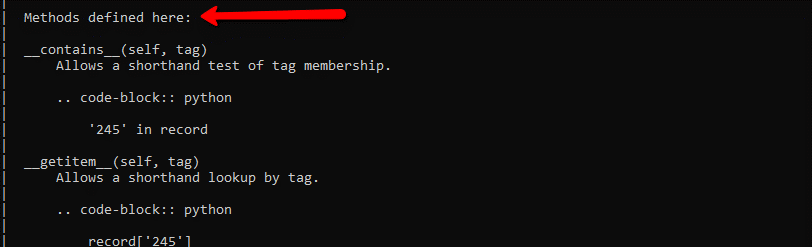 | Methods defined here:
|
| __contains__(self, tag)
|     Allows a shorthand test of tag membership.
|
|     .. code-block:: python
|
|         '245' in record
|
| __getitem__(self, tag)
|     Allows a shorthand lookup by tag.
|
|     .. code-block:: python
|
|         record['245']